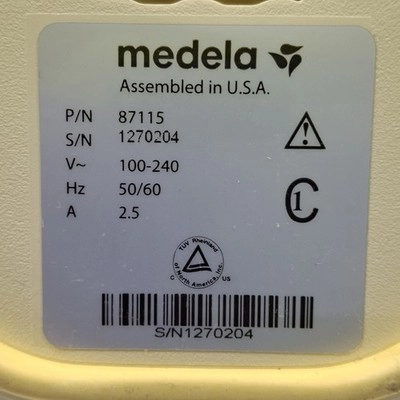 medela
Assembled in U.S.A.
P/N 87115
S/N 1270204
V~ 100-240
Hz 50/60
A 2.5
C1
TÜV Rheinland
of North America, Inc.
C US
S/N1270204